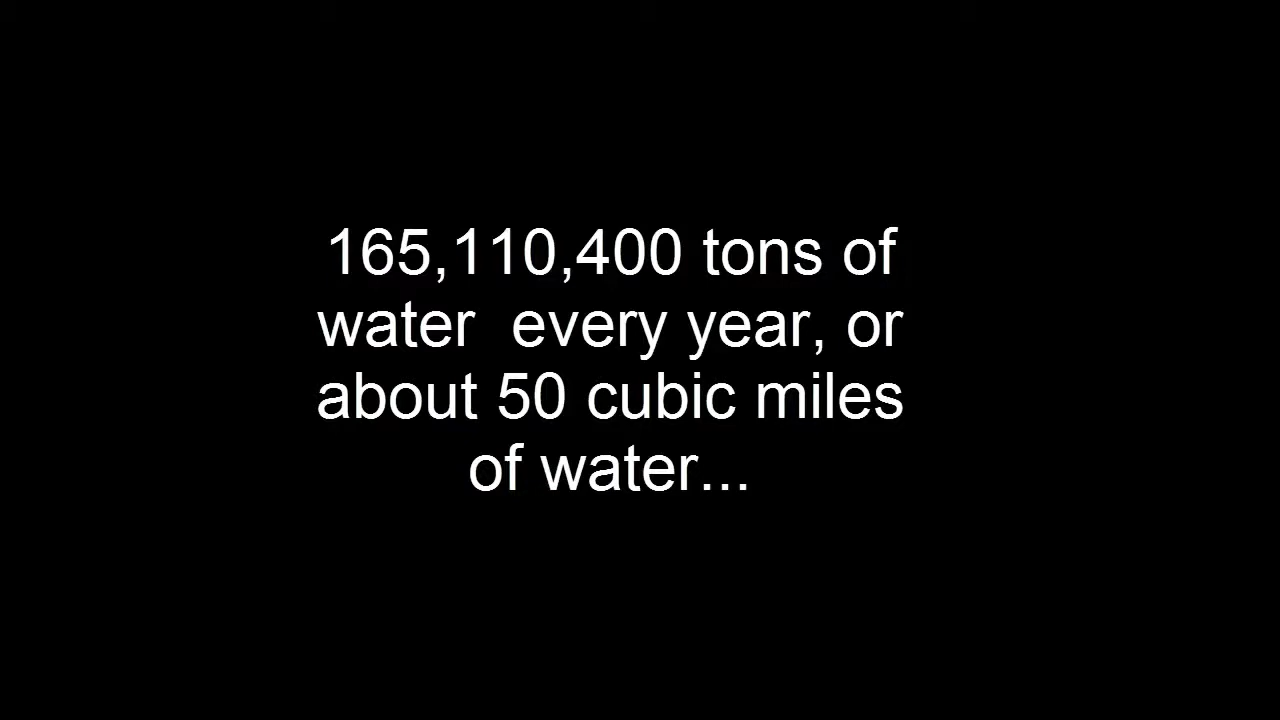 165,110,400 tons of
water  every year, or
about 50 cubic miles
of water...